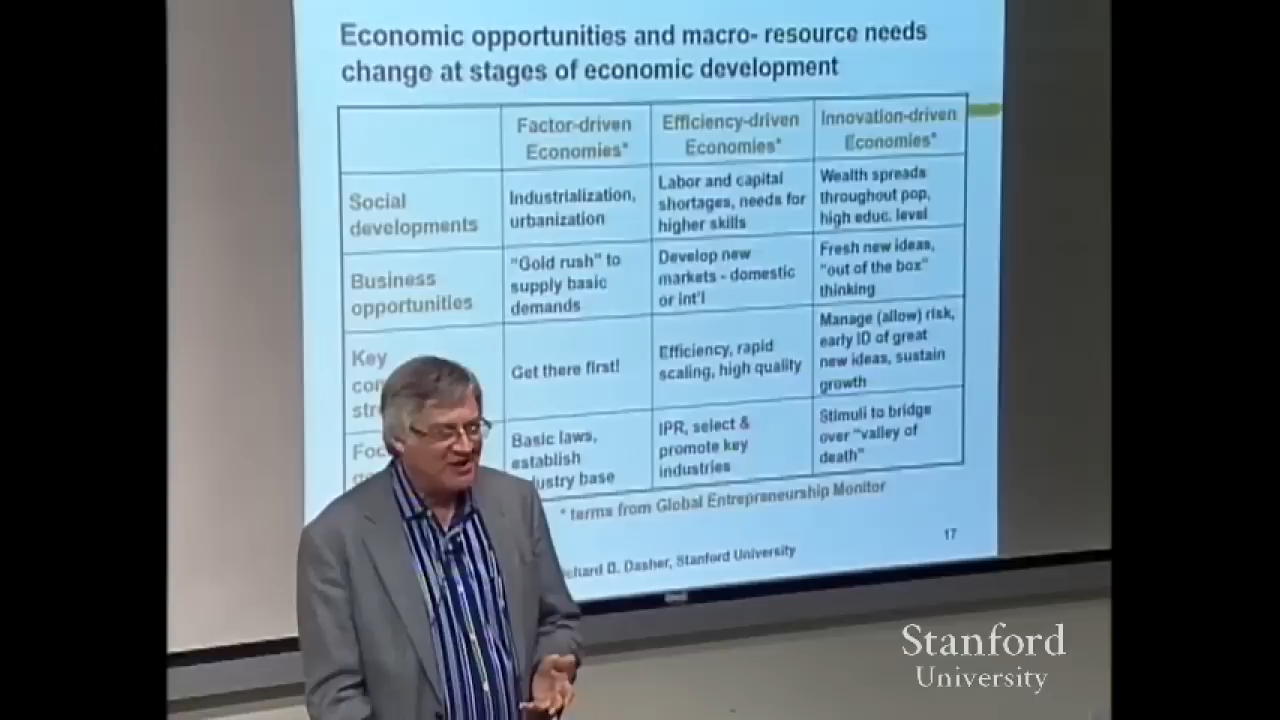 Economic opportunities and macro- resource needs
change at stages of economic development
Factor-driven
Economies*
Efficiency-driven
Economies*
Innovation-driven
Economies*
Social
developments
Industrialization,
urbanization
Labor and capital
shortages, needs for
higher skills
Wealth spreads
throughout pop,
high educ. level
Business
opportunities
"Gold rush" to
supply basic
demands
Develop new
markets - domestic
or int'l
Fresh new ideas,
"out of the box"
thinking
Key
Get there first!
Efficiency, rapid
scaling, high quality
Manage (allow) risk,
early ID of great
new ideas, sustain
growth
Basic laws,
establish
base
IPR, select &
promote key
industries
Stimuli to bridge
over "valley of
death"
* terms from Global Entrepreneurship Monitor
D. Dasher, Stanford University
17
Stanford
University